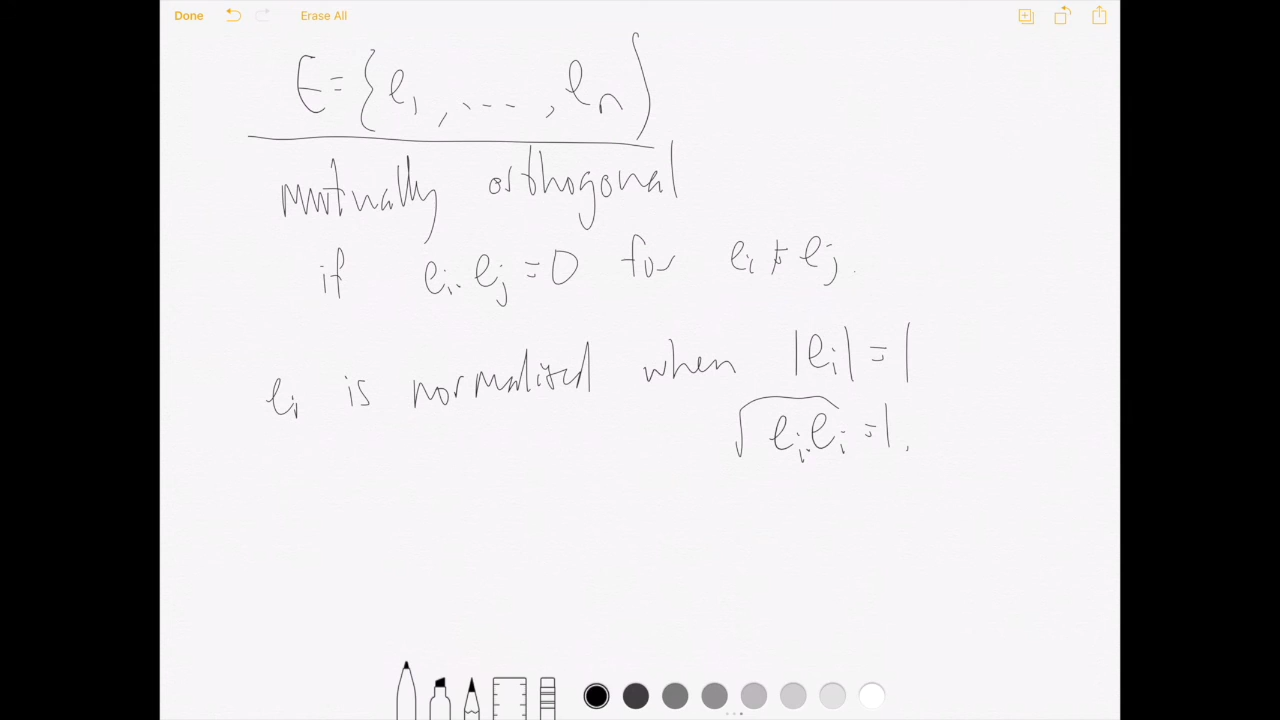 Done Erase All
E = {e₁, ...., eₙ}
mutually orthogonal
if eᵢ.eⱼ = 0 for eᵢ ≠ eⱼ.
eᵢ is normalized when |eᵢ| = 1
√eᵢ.eᵢ = 1.